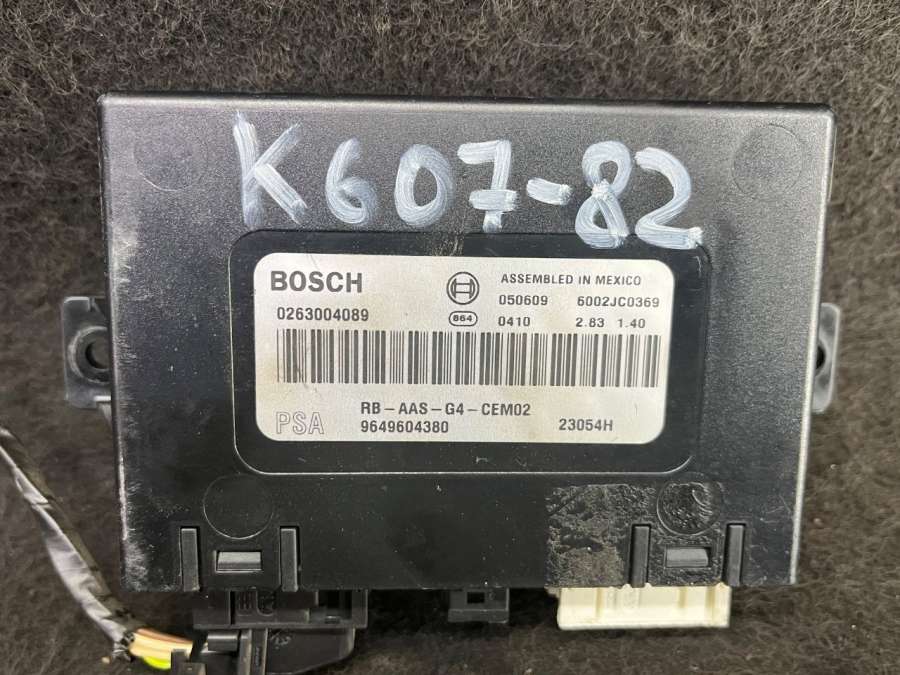 K607-82
BOSCH
ASSEMBLED IN MEXICO
050609 6002JC0369
0263004089
864 0410 2.83 1.40
RB-AAS-G4-CEM02
PSA 9649604380 23054H